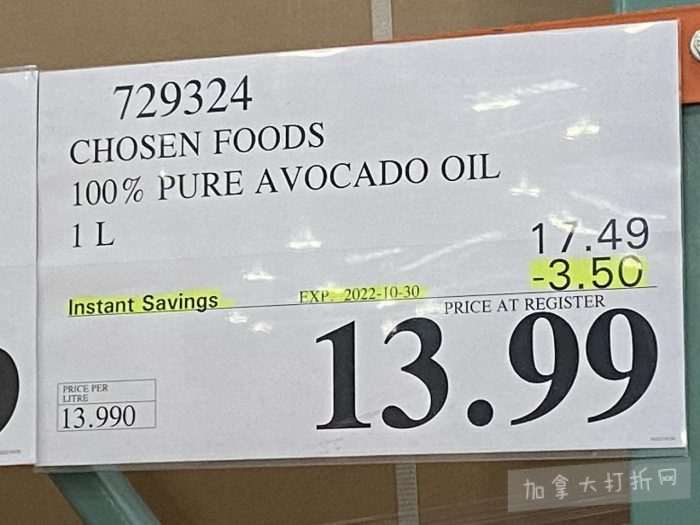 729324
CHOSEN FOODS
100% PURE AVOCADO OIL
1 L
17.49
-3.50
Instant Savings EXP. 2022-10-30
PRICE AT REGISTER
13.99
PRICE PER
LITRE
13.990
加拿大打折网